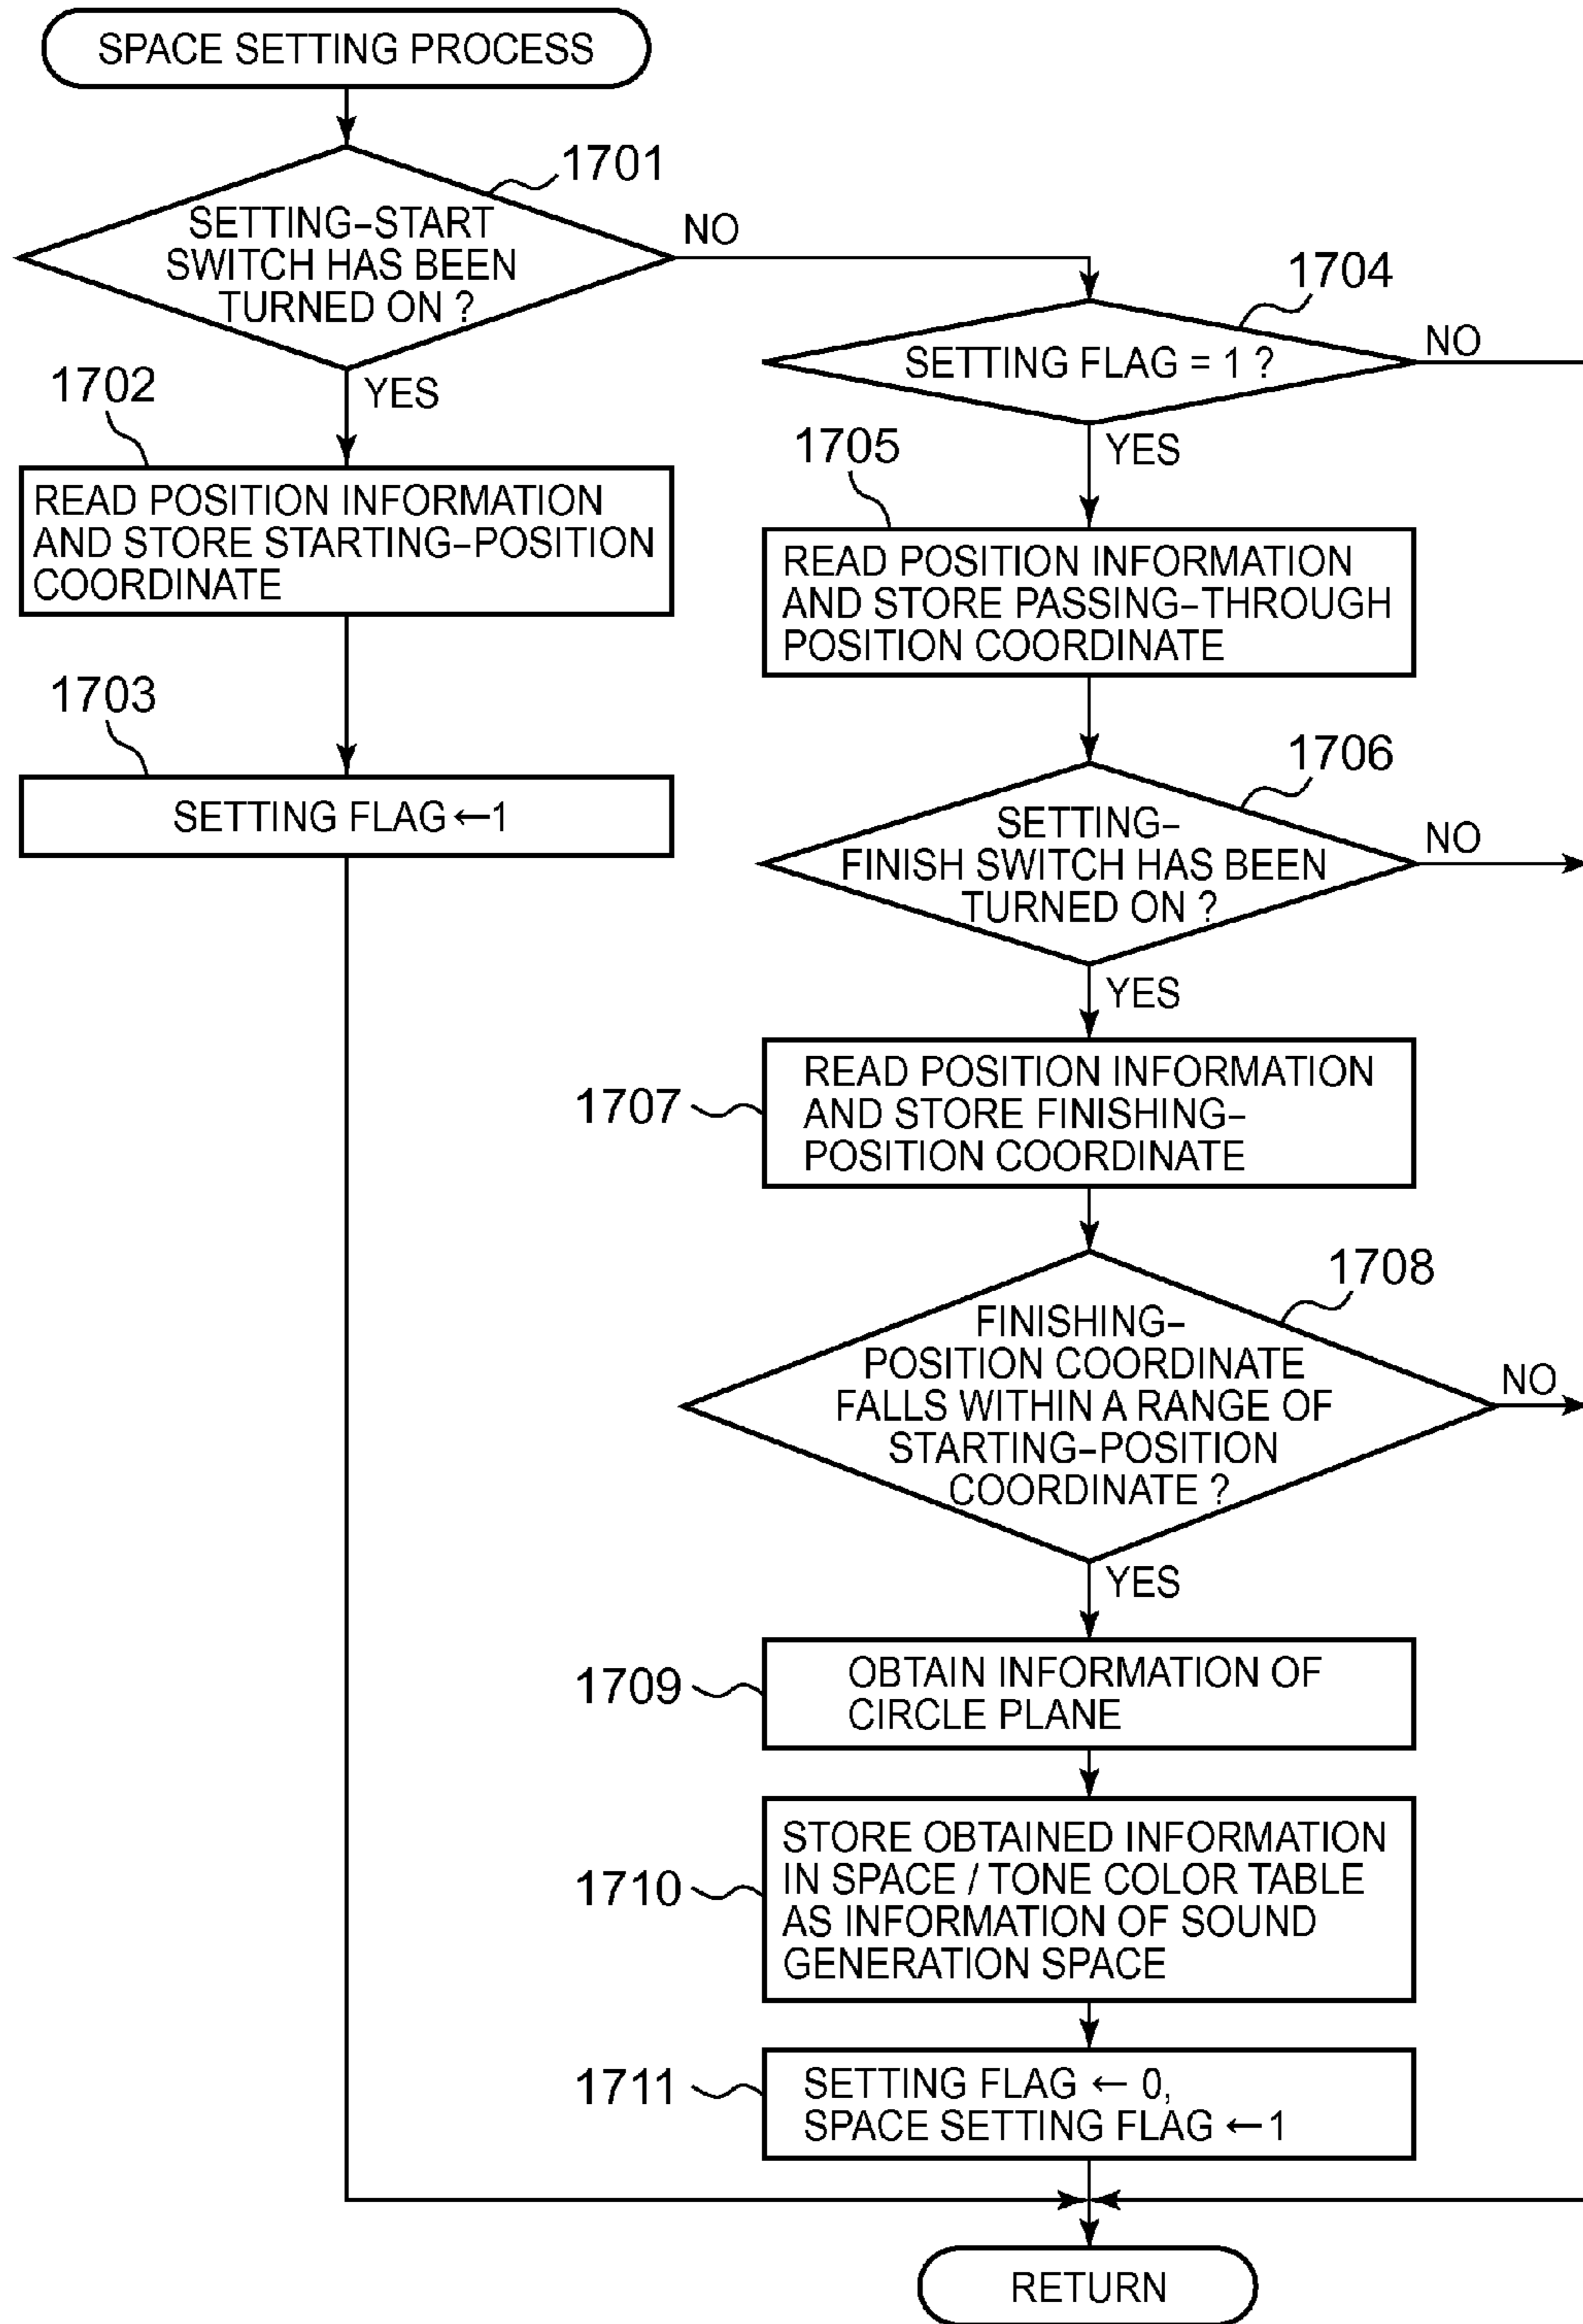 SPACE SETTING PROCESS
1701
SETTING–START
SWITCH HAS BEEN
TURNED ON ?
NO
YES
1702
READ POSITION INFORMATION
AND STORE STARTING–POSITION
COORDINATE
1703
SETTING FLAG ←1
1704
SETTING FLAG = 1 ?
NO
YES
1705
READ POSITION INFORMATION
AND STORE PASSING–THROUGH
POSITION COORDINATE
1706
SETTING–
FINISH SWITCH HAS BEEN
TURNED ON ?
NO
YES
1707
READ POSITION INFORMATION
AND STORE FINISHING–
POSITION COORDINATE
1708
FINISHING–
POSITION COORDINATE
FALLS WITHIN A RANGE OF
STARTING–POSITION
COORDINATE ?
NO
YES
1709
OBTAIN INFORMATION OF
CIRCLE PLANE
1710
STORE OBTAINED INFORMATION
IN SPACE / TONE COLOR TABLE
AS INFORMATION OF SOUND
GENERATION SPACE
1711
SETTING FLAG ← 0,
SPACE SETTING FLAG ←1
RETURN